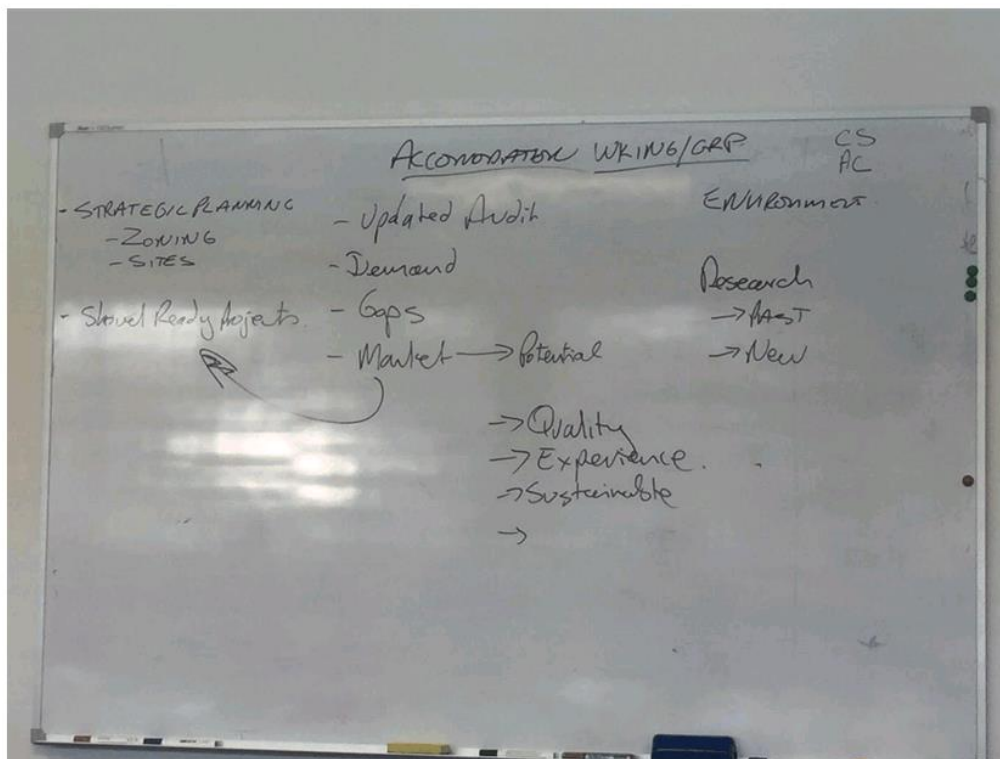 ACCOMODATION WKING/GRP
CS
AC
- STRATEGIC PLANNING
- ZONING
- SITES
- Shovel Ready Projects.
- Updated Audit
- Demand
- Gaps
- Market → Potential
→ Quality
→ Experience.
→ Sustainable
→
ENVIRONMENT.
Research
→ PAST
→ New